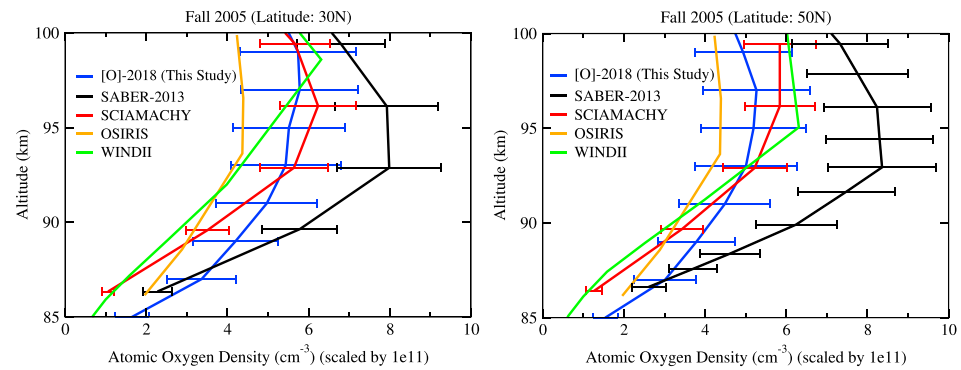 Fall 2005 (Latitude: 30N)
100
95
90
85
Altitude (km)
[O]-2018 (This Study)
SABER-2013
SCIAMACHY
OSIRIS
WINDII
0 2 4 6 8 10
Atomic Oxygen Density (cm-3) (scaled by 1e11)
Fall 2005 (Latitude: 50N)
100
95
90
85
Altitude (km)
[O]-2018 (This Study)
SABER-2013
SCIAMACHY
OSIRIS
WINDII
0 2 4 6 8 10
Atomic Oxygen Density (cm-3) (scaled by 1e11)